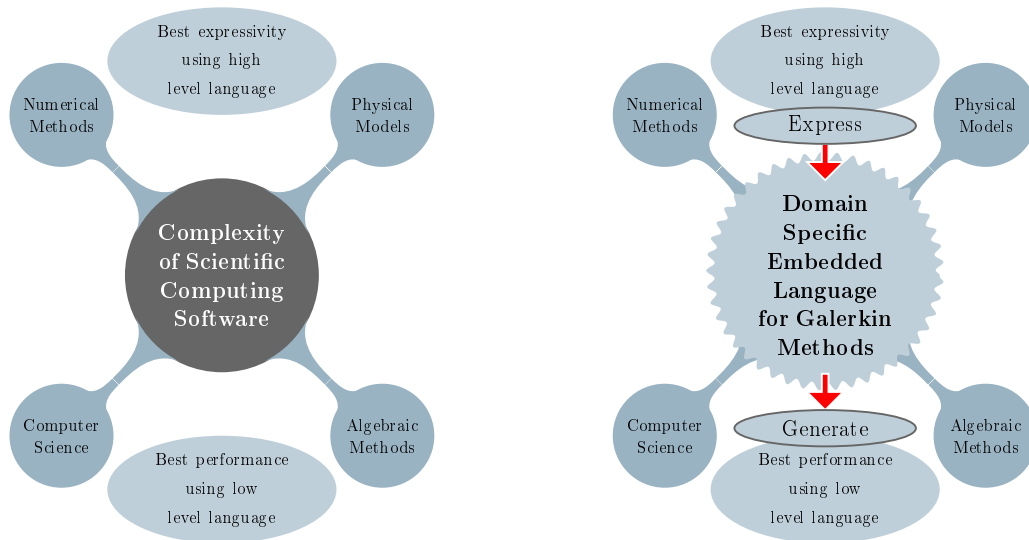 Best expressivity
using high
level language
Numerical
Methods
Physical
Models
Complexity
of Scientific
Computing
Software
Computer
Science
Algebraic
Methods
Best performance
using low
level language
Best expressivity
using high
level language
Numerical
Methods
Physical
Models
Express
Domain
Specific
Embedded
Language
for Galerkin
Methods
Computer
Science
Algebraic
Methods
Generate
Best performance
using low
level language